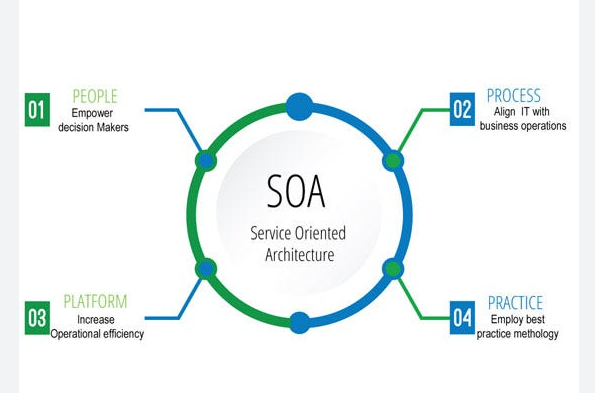 01
PEOPLE
Empower
decision Makers
02
PROCESS
Align IT with
business operations
SOA
Service Oriented
Architecture
03
PLATFORM
Increase
Operational efficiency
04
PRACTICE
Employ best
practice methology